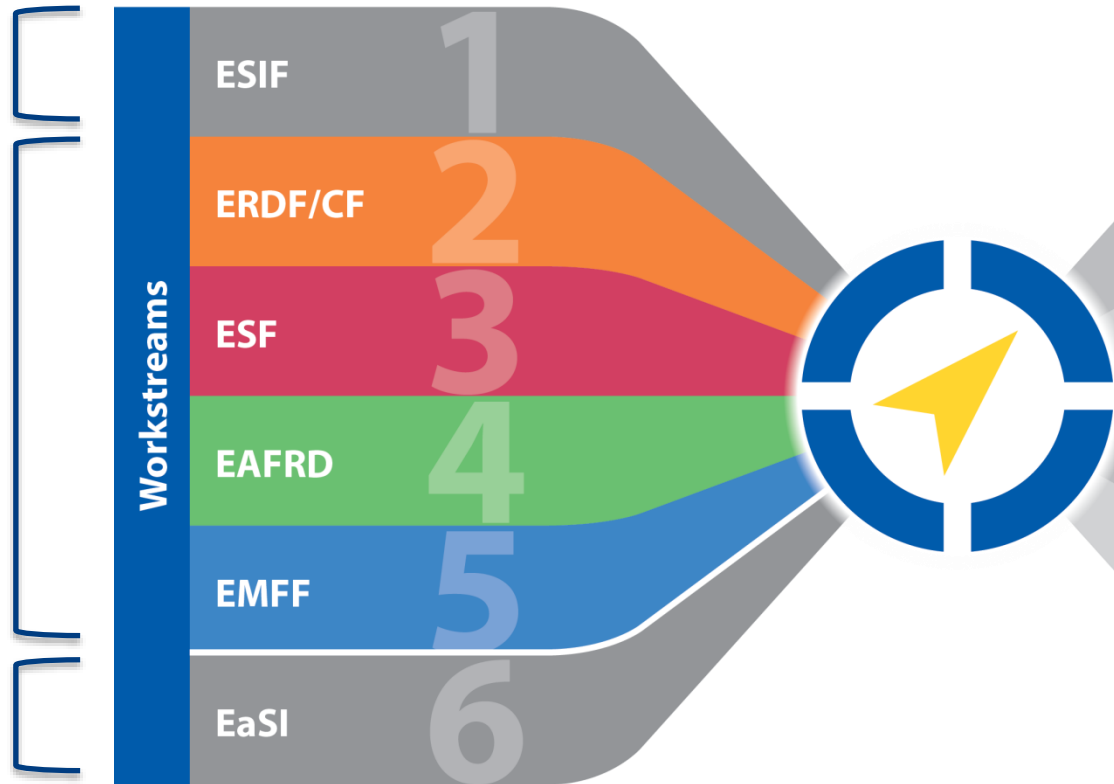 Workstreams
ESIF 1
ERDF/CF 2
ESF 3
EAFRD 4
EMFF 5
EaSI 6